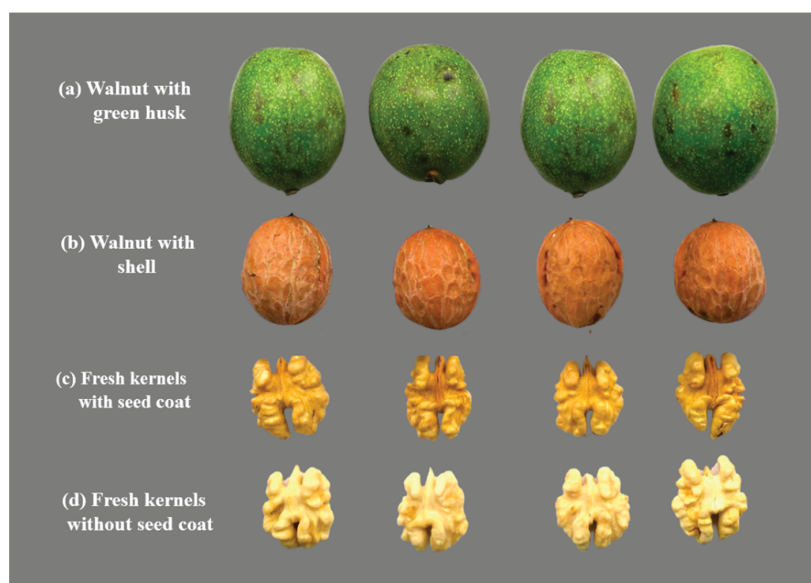 (a) Walnut with
green husk
(b) Walnut with
shell
(c) Fresh kernels
with seed coat
(d) Fresh kernels
without seed coat